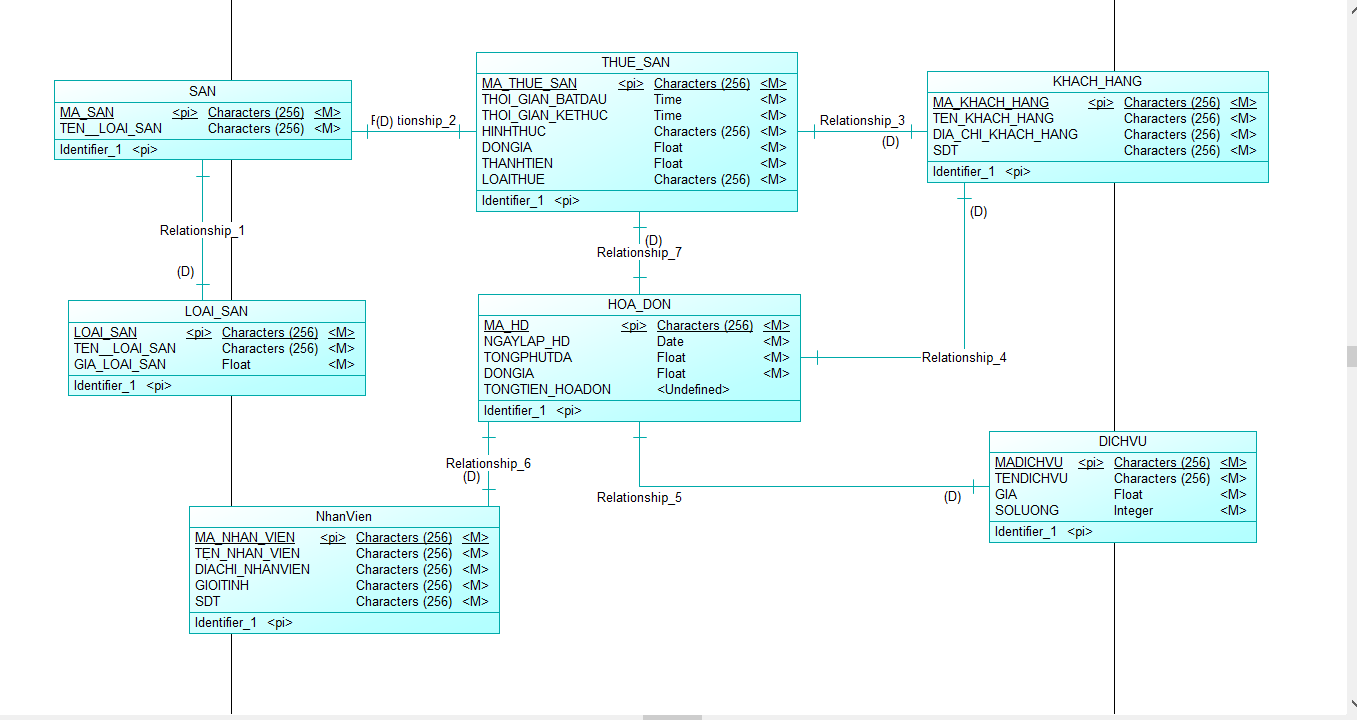 SAN
MA_SAN <pi> Characters (256) <M>
TEN__LOAI_SAN Characters (256) <M>
Identifier_1 <pi>
(D) tionship_2
THUE_SAN
MA_THUE_SAN <pi> Characters (256) <M>
THOI_GIAN_BATDAU Time <M>
THOI_GIAN_KETHUC Time <M>
HINHTHUC Characters (256) <M>
DONGIA Float <M>
THANHTIEN Float <M>
LOAITHUE Characters (256) <M>
Identifier_1 <pi>
Relationship_3
(D)
KHACH_HANG
MA_KHACH_HANG <pi> Characters (256) <M>
TEN_KHACH_HANG Characters (256) <M>
DIA_CHI_KHACH_HANG Characters (256) <M>
SDT Characters (256) <M>
Identifier_1 <pi>
(D)
Relationship_1
(D)
(D)
Relationship_7
LOAI_SAN
LOAI_SAN <pi> Characters (256) <M>
TEN__LOAI_SAN Characters (256) <M>
GIA_LOAI_SAN Float <M>
Identifier_1 <pi>
HOA_DON
MA_HD <pi> Characters (256) <M>
NGAYLAP_HD Date <M>
TONGPHUTDA Float <M>
DONGIA Float <M>
TONGTIEN_HOADON <Undefined>
Identifier_1 <pi>
Relationship_4
Relationship_6
(D)
Relationship_5
(D)
DICHVU
MADICHVU <pi> Characters (256) <M>
TENDICHVU Characters (256) <M>
GIA Float <M>
SOLUONG Integer <M>
Identifier_1 <pi>
NhanVien
MA_NHAN_VIEN <pi> Characters (256) <M>
TEN_NHAN_VIEN Characters (256) <M>
DIACHI_NHANVIEN Characters (256) <M>
GIOITINH Characters (256) <M>
SDT Characters (256) <M>
Identifier_1 <pi>